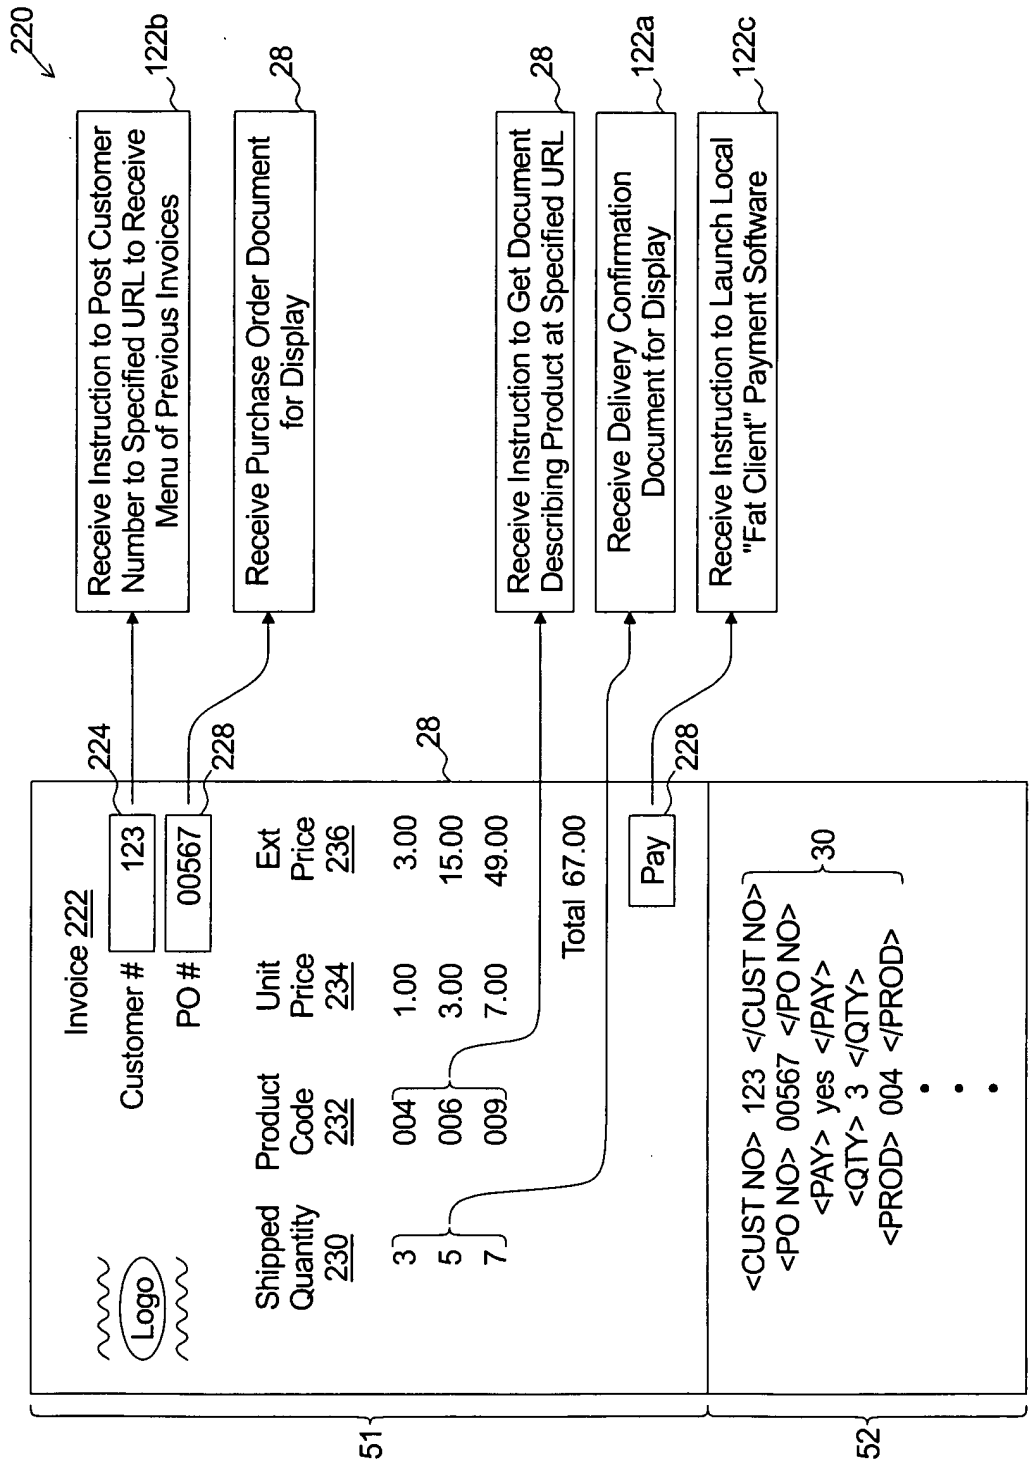 220
Invoice 222
Logo
Customer # 123
224
PO # 00567
228
28
Shipped Quantity 230
Product Code 232
Unit Price 234
Ext Price 236
3 004 1.00 3.00
5 006 3.00 15.00
7 009 7.00 49.00
Total 67.00
Pay
228
51
<CUST NO> 123 </CUST NO>
<PO NO> 00567 </PO NO>
<PAY> yes </PAY>
<QTY> 3 </QTY>
<PROD> 004 </PROD>
30
52
Receive Instruction to Post Customer
Number to Specified URL to Receive
Menu of Previous Invoices
122b
Receive Purchase Order Document
for Display
28
Receive Instruction to Get Document
Describing Product at Specified URL
28
Receive Delivery Confirmation
Document for Display
122a
Receive Instruction to Launch Local
"Fat Client" Payment Software
122c